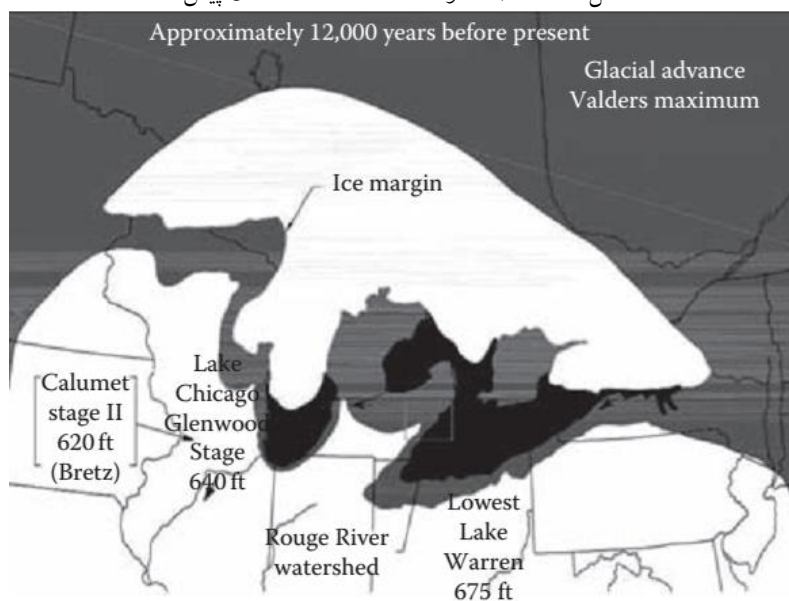 Approximately 12,000 years before present
Glacial advance
Valders maximum
Ice margin
Lake
Chicago
Glenwood
Stage
640 ft
Calumet
stage II
620 ft
(Bretz)
Rouge River
watershed
Lowest
Lake
Warren
675 ft